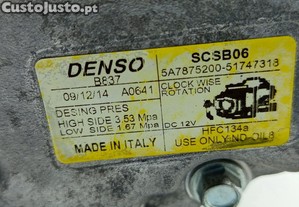 CustoJusto.pt
DENSO
SCSB06
B837
5A7875200-51747318
09/12/14 A0641
CLOCK WISE
ROTATION
DESING PRES
HIGH SIDE 3.53 Mpa
LOW SIDE 1.67 Mpa
DC 12V
HFC134a
MADE IN ITALY
USE ONLY ND-OIL8